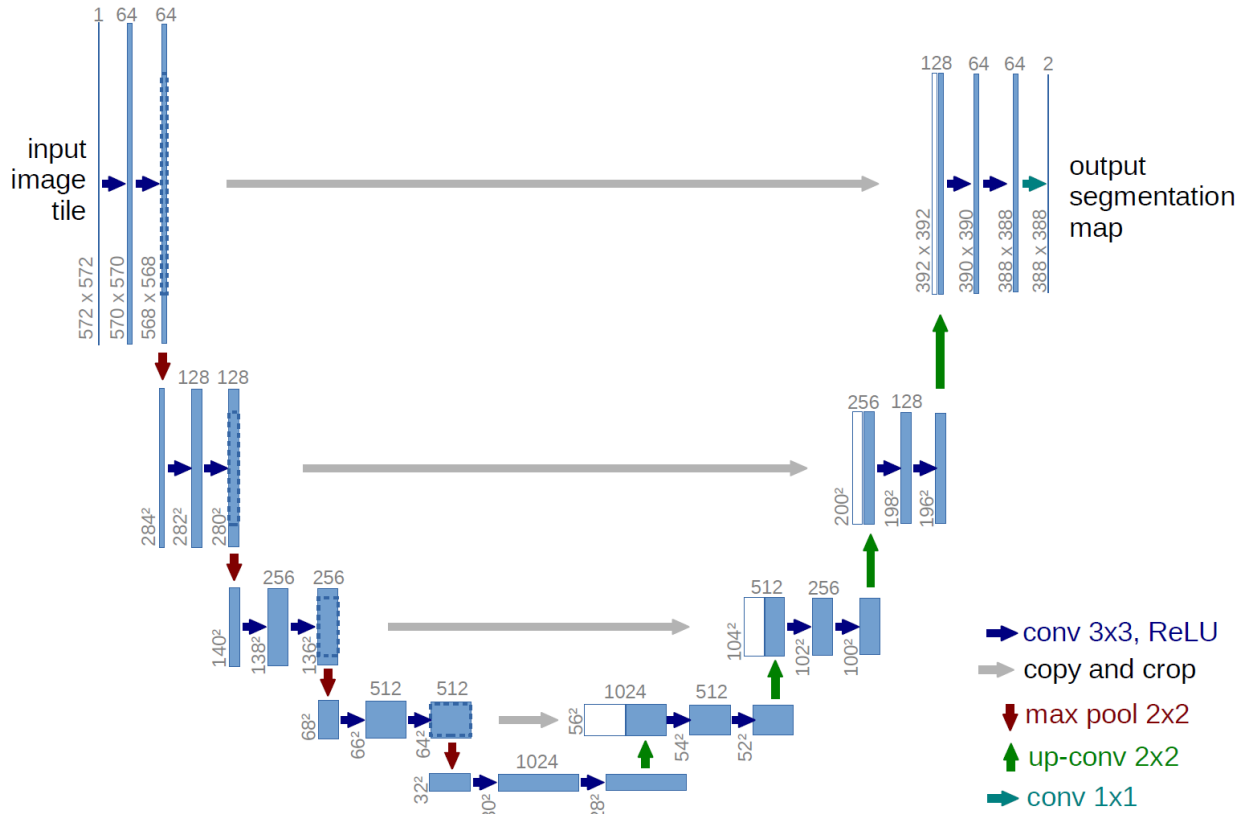 1 64 64
input
image
tile
572 x 572
570 x 570
568 x 568
128 64 64 2
output
segmentation
map
392 x 392
390 x 390
388 x 388
388 x 388
128 128
284²
282²
280²
256 128
200²
198²
196²
256 256
140²
138²
136²
512 256
104²
102²
100²
512 512
68²
66²
64²
1024 512
56²
54²
52²
1024
32²
conv 3x3, ReLU
copy and crop
max pool 2x2
up-conv 2x2
conv 1x1